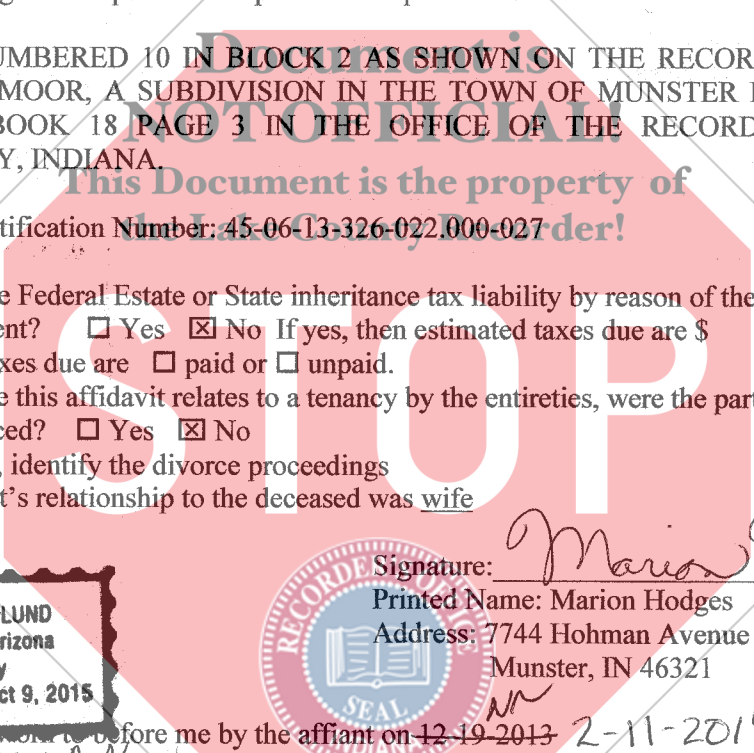 UMBERED 10 IN BLOCK 2 AS SHOWN ON THE RECOR
MOOR, A SUBDIVISION IN THE TOWN OF MUNSTER
BOOK 18 PAGE 3 IN THE OFFICE OF THE RECORD
Y, INDIANA.
Document is
NOT OFFICIAL!
This Document is the property of
the Lake County Recorder!
tification Number: 45-06-13-326-022.000-027
e Federal Estate or State inheritance tax liability by reason of the
ent? ☐ Yes ☒ No If yes, then estimated taxes due are $
xes due are ☐ paid or ☐ unpaid.
e this affidavit relates to a tenancy by the entireties, were the part
ced? ☐ Yes ☒ No
, identify the divorce proceedings
t's relationship to the deceased was wife
STOP
Signature: Marion
Printed Name: Marion Hodges
Address: 7744 Hohman Avenue
Munster, IN 46321
LUND
rizona
y
ct 9, 2015
RECORDER'S OFFICE
SEAL
INDIANA
before me by the affiant on 12-19-2013 2-11-201